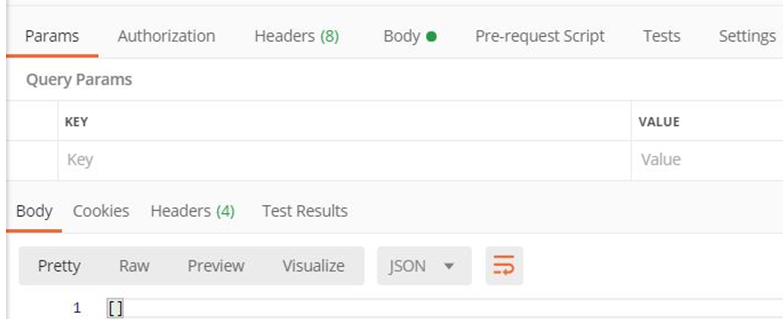 Params Authorization Headers (8) Body Pre-request Script Tests Settings
Query Params
KEY VALUE
Key Value
Body Cookies Headers (4) Test Results
Pretty Raw Preview Visualize JSON
1 []